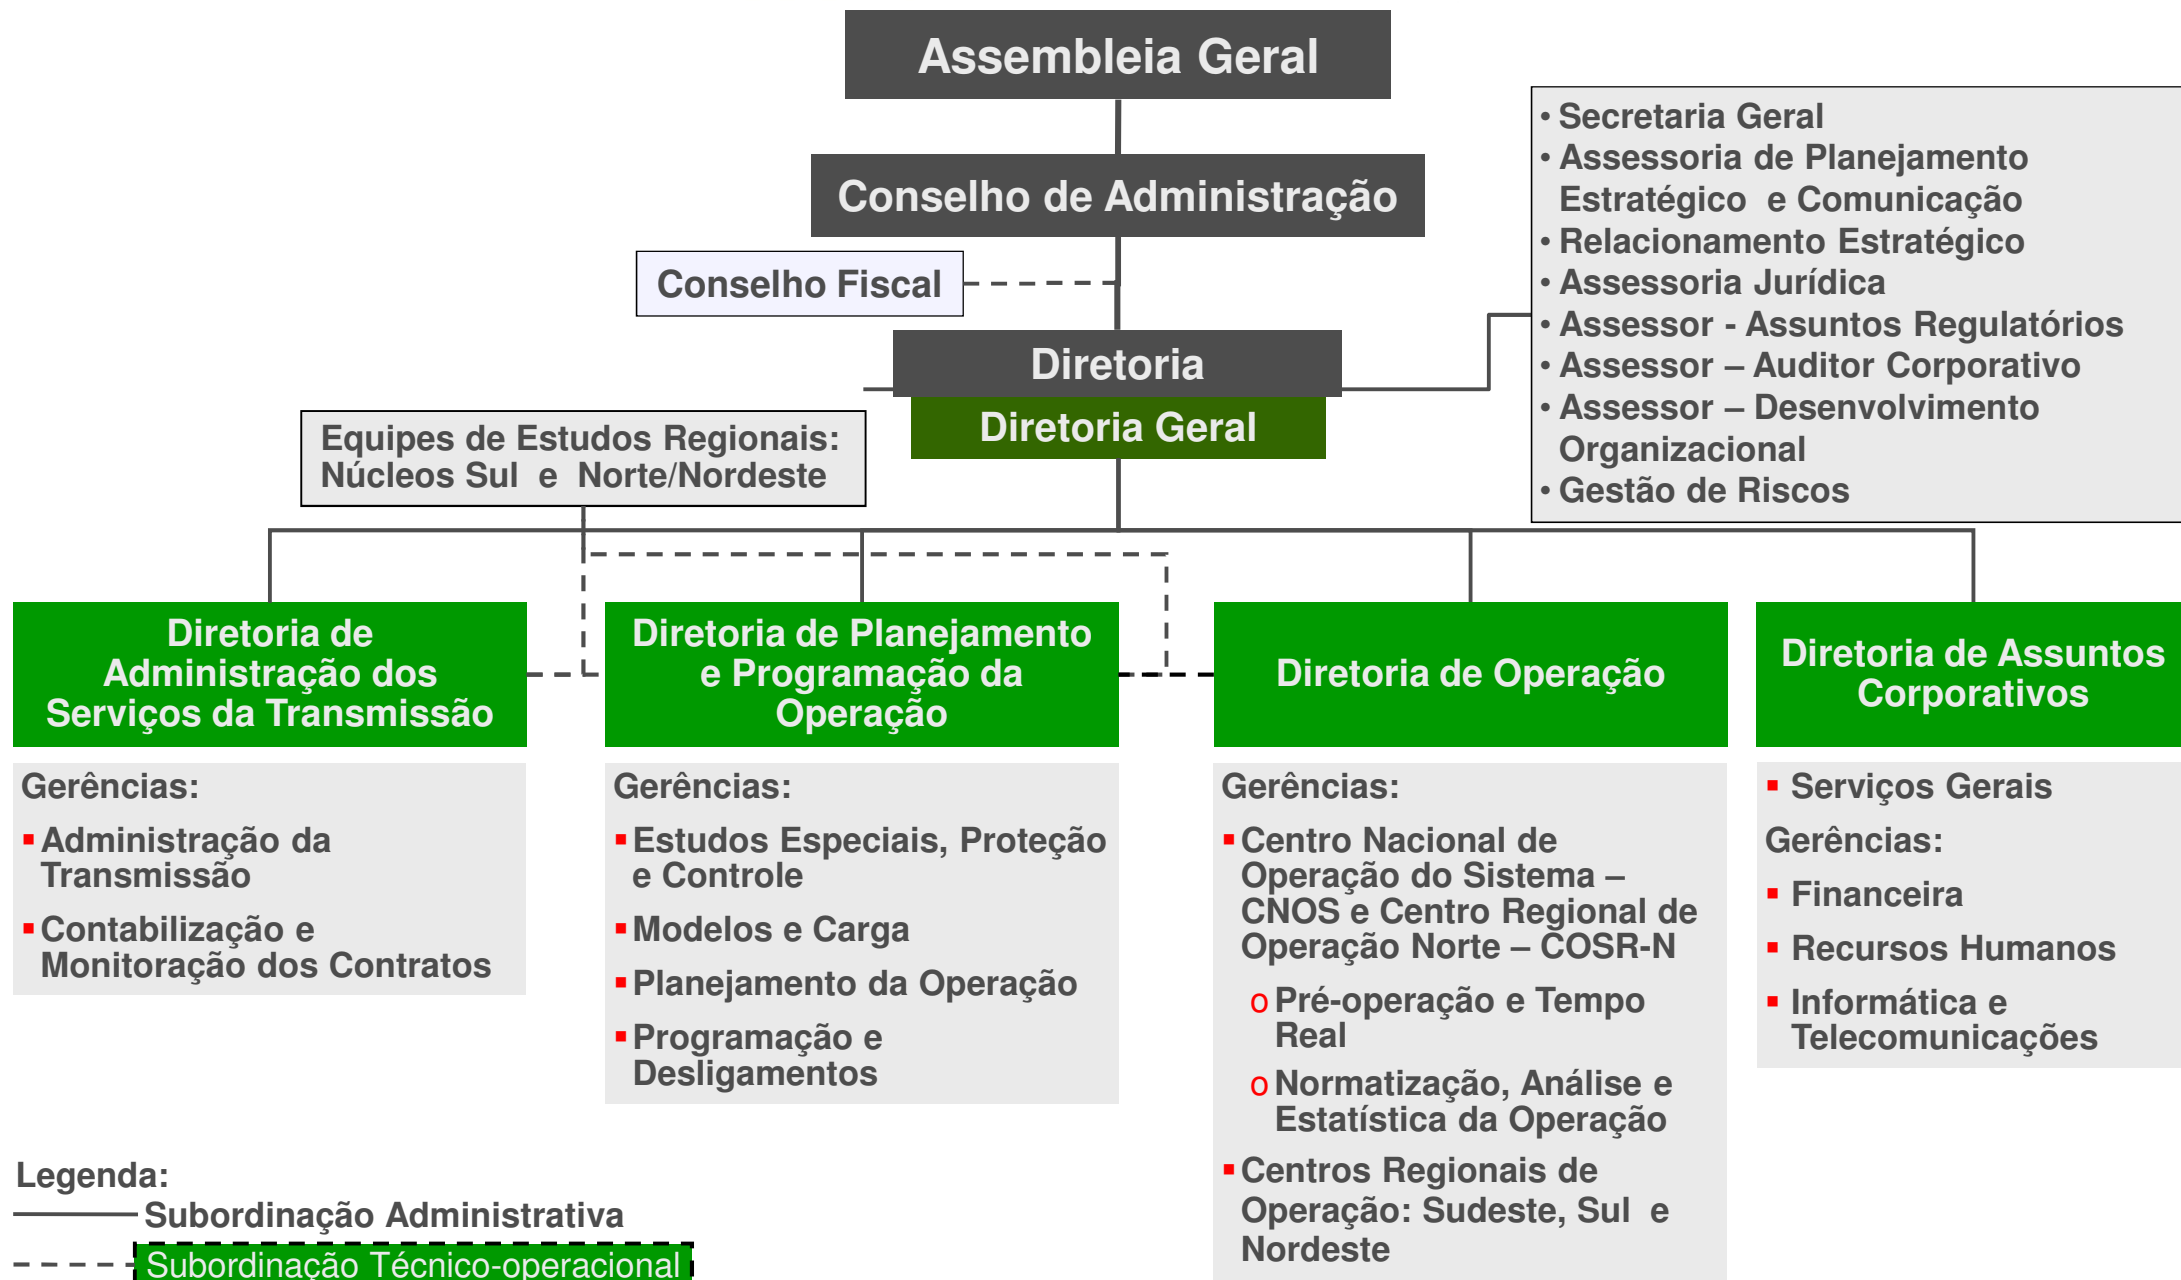 Assembleia Geral
Conselho de Administração
Conselho Fiscal
Diretoria
Diretoria Geral
• Secretaria Geral
• Assessoria de Planejamento
Estratégico e Comunicação
• Relacionamento Estratégico
• Assessoria Jurídica
• Assessor - Assuntos Regulatórios
• Assessor – Auditor Corporativo
• Assessor – Desenvolvimento
Organizacional
• Gestão de Riscos
Equipes de Estudos Regionais:
Núcleos Sul e Norte/Nordeste
Diretoria de
Administração dos
Serviços da Transmissão
Gerências:
▪ Administração da
Transmissão
▪ Contabilização e
Monitoração dos Contratos
Diretoria de Planejamento
e Programação da
Operação
Gerências:
▪ Estudos Especiais, Proteção
e Controle
▪ Modelos e Carga
▪ Planejamento da Operação
▪ Programação e
Desligamentos
Diretoria de Operação
Gerências:
▪ Centro Nacional de
Operação do Sistema –
CNOS e Centro Regional de
Operação Norte – COSR-N
o Pré-operação e Tempo
Real
o Normatização, Análise e
Estatística da Operação
▪ Centros Regionais de
Operação: Sudeste, Sul e
Nordeste
Diretoria de Assuntos
Corporativos
▪ Serviços Gerais
Gerências:
▪ Financeira
▪ Recursos Humanos
▪ Informática e
Telecomunicações
Legenda:
Subordinação Administrativa
Subordinação Técnico-operacional